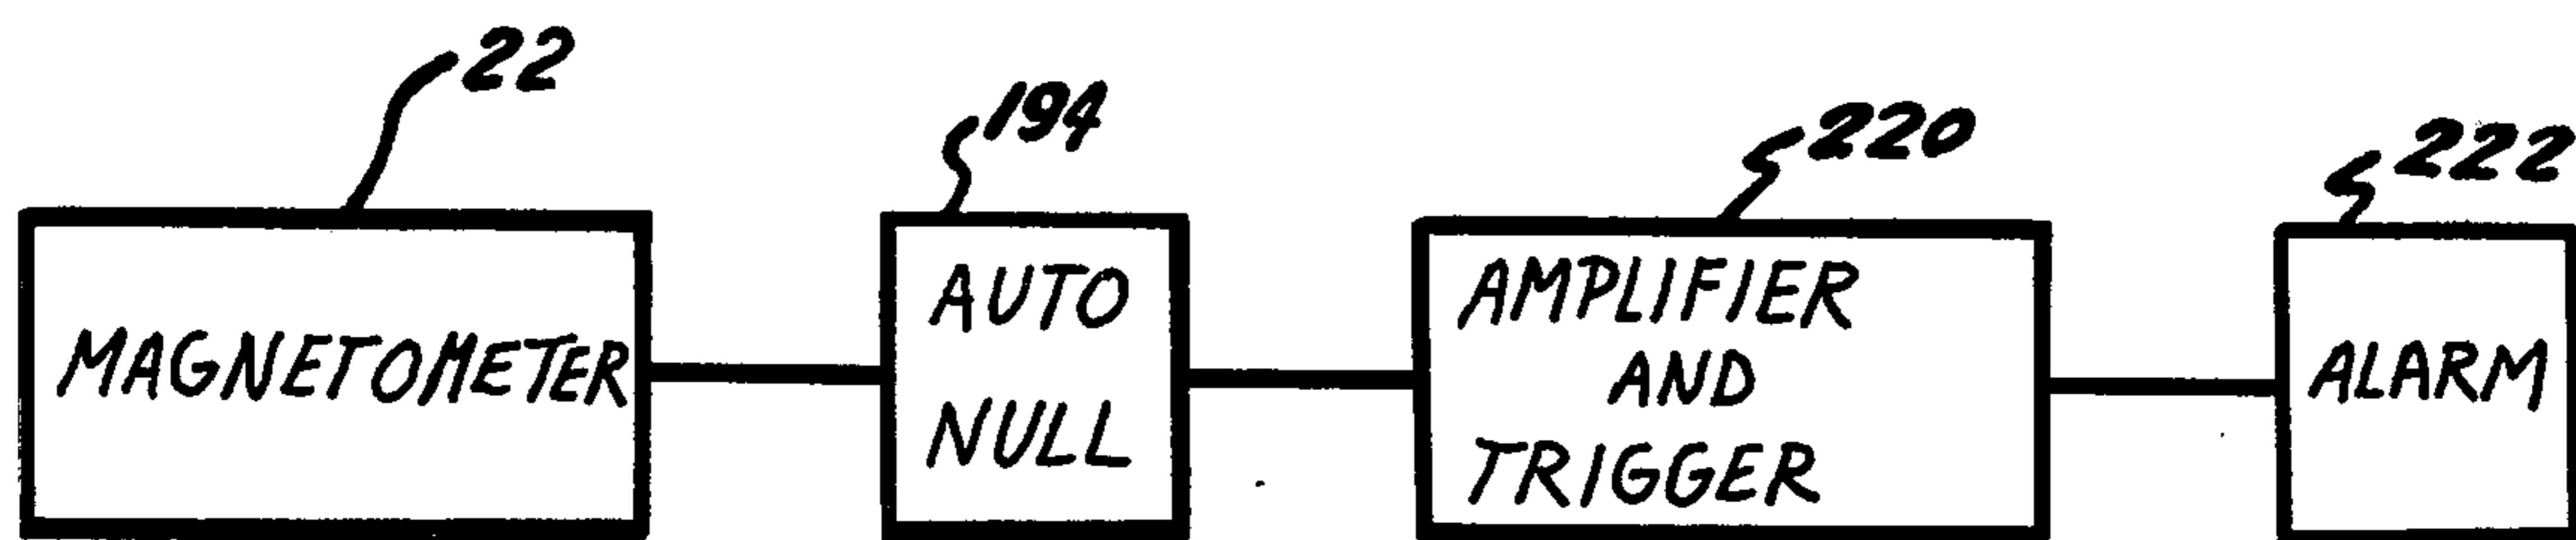 22
194
220
222
MAGNETOMETER
AUTO
NULL
AMPLIFIER
AND
TRIGGER
ALARM